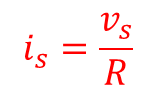 i_s = v_s / R